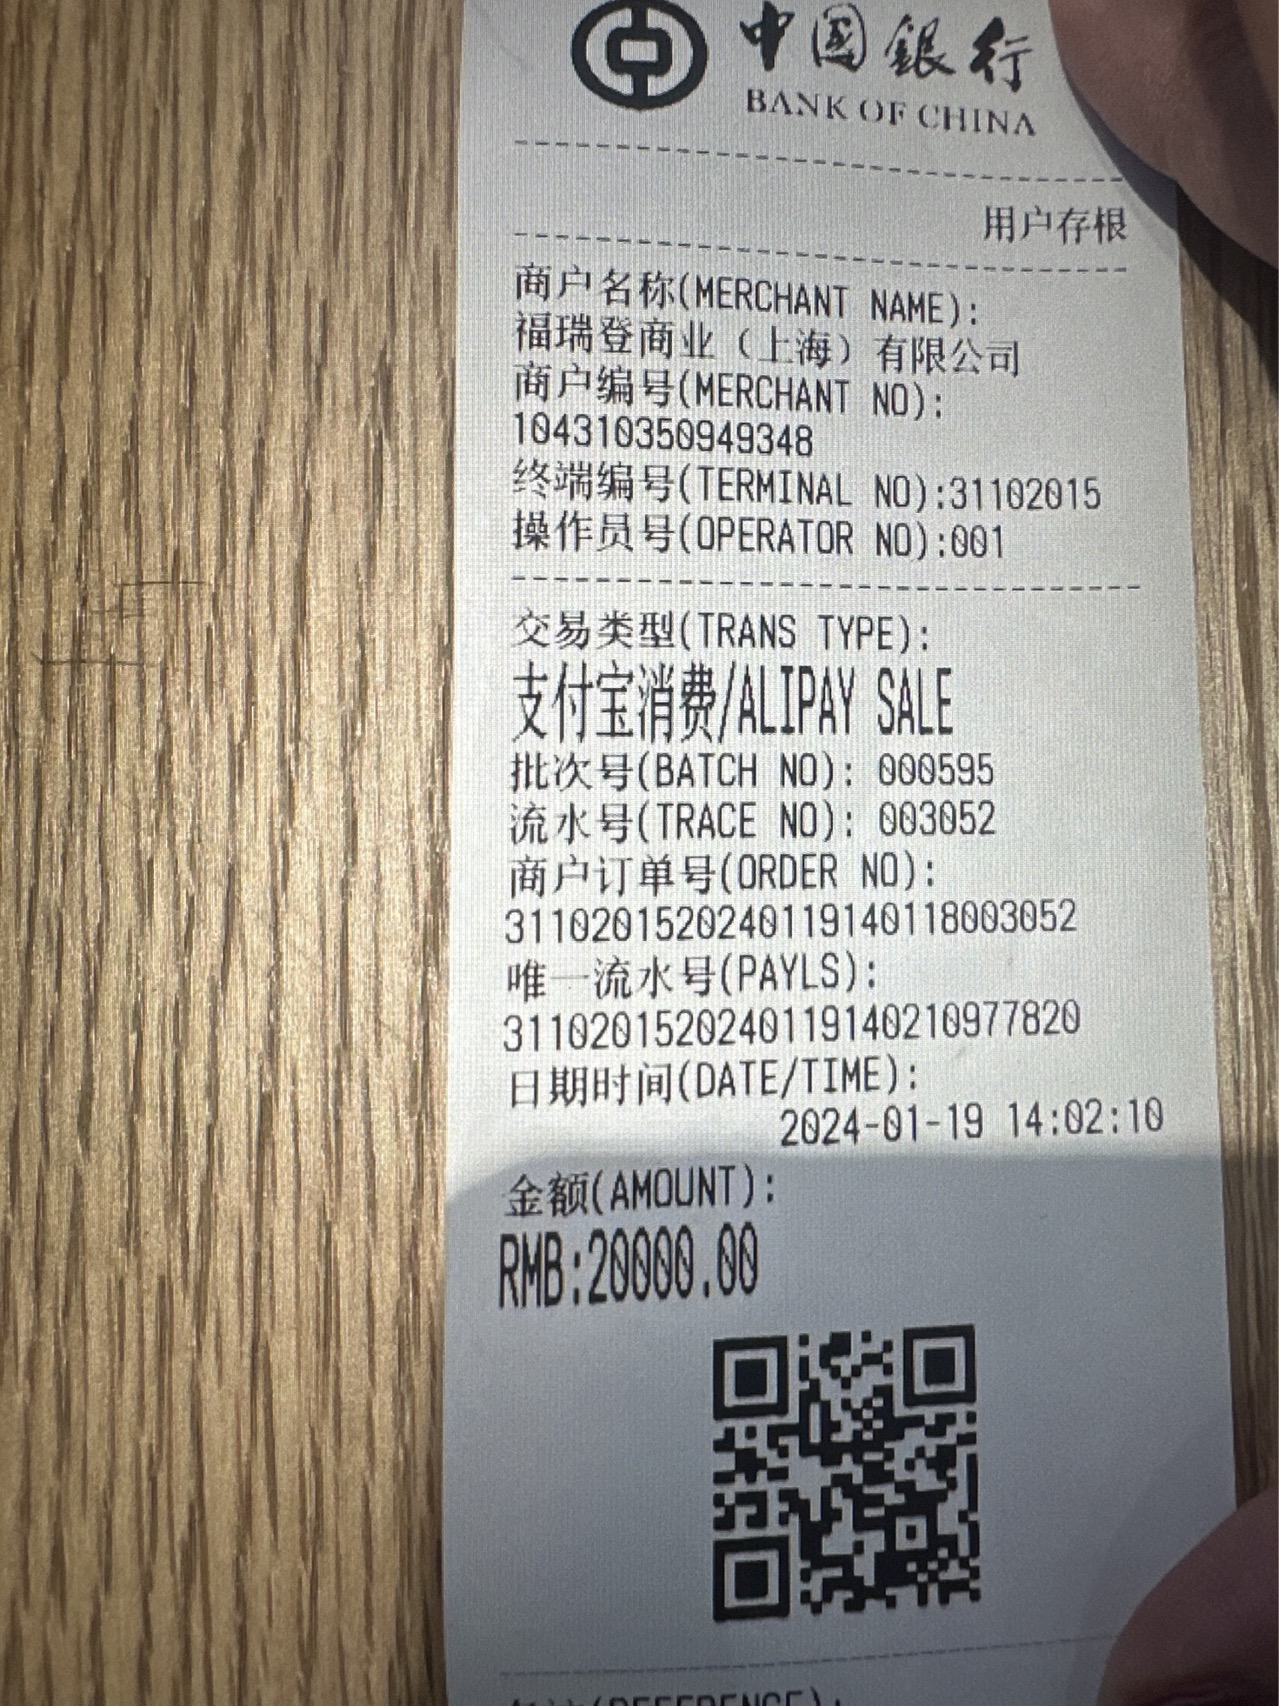 中国銀行
BANK OF CHINA
用户存根
商户名称(MERCHANT NAME):
福瑞登商业（上海）有限公司
商户编号(MERCHANT NO):
104310350949348
终端编号(TERMINAL NO):31102015
操作员号(OPERATOR NO):001
交易类型(TRANS TYPE):
支付宝消费/ALIPAY SALE
批次号(BATCH NO): 000595
流水号(TRACE NO): 003052
商户订单号(ORDER NO):
3110201520240119140118003052
唯一流水号(PAYLS):
3110201520240119140210977820
日期时间(DATE/TIME):
2024-01-19 14:02:10
金额(AMOUNT):
RMB:20000.00
(REFERENCE):